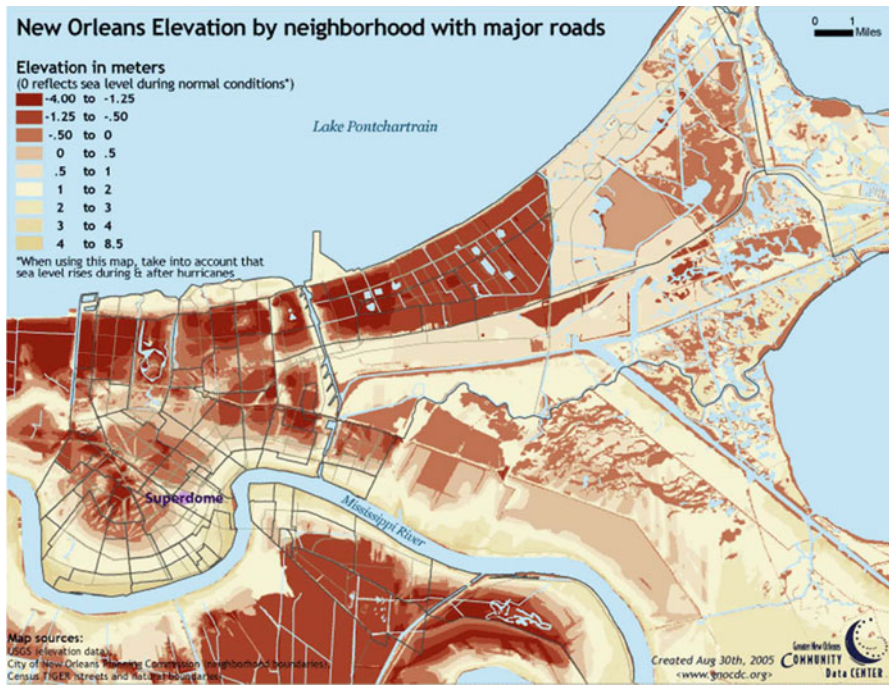 New Orleans Elevation by neighborhood with major roads
0 1
Miles
Elevation in meters
(0 reflects sea level during normal conditions*)
-4.00 to -1.25
-1.25 to -.50
-.50 to 0
0 to .5
.5 to 1
1 to 2
2 to 3
3 to 4
4 to 8.5
*When using this map, take into account that
sea level rises during & after hurricanes
Lake Pontchartrain
Superdome
Mississippi River
Map sources:
USGS (elevation data),
City of New Orleans Planning Commission (neighborhood boundaries),
Census TIGER (streets and natural boundaries)
Created Aug 30th, 2005
<www.gnocdc.org>
Greater New Orleans
COMMUNITY
Data CENTER